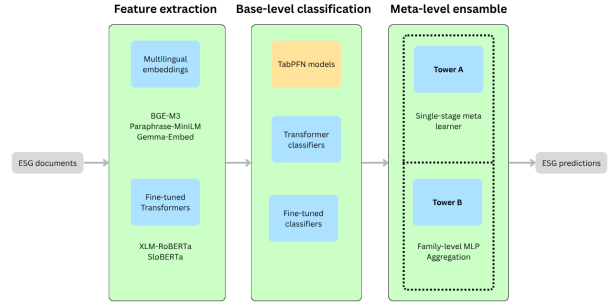 Feature extraction
Base-level classification
Meta-level ensamble
ESG documents
Multilingual
embeddings
BGE-M3
Paraphrase-MiniLM
Gemma-Embed
Fine-tuned
Transformers
XLM-RoBERTa
SloBERTa
TabPFN models
Transformer
classifiers
Fine-tuned
classifiers
Tower A
Single-stage meta
learner
Tower B
Family-level MLP
Aggregation
ESG predictions